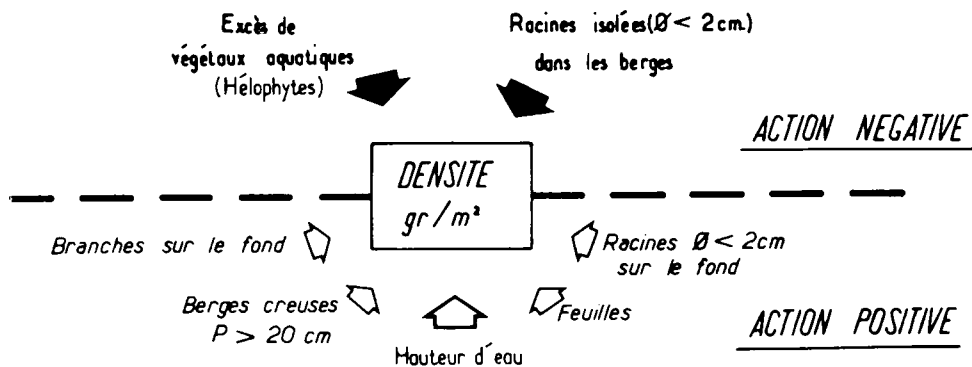 Excès de
végétaux aquatiques
(Hélophytes)
Racines isolées (Ø < 2cm.)
dans les berges
ACTION NEGATIVE
DENSITE
gr/m²
Branches sur le fond
Racines Ø < 2cm
sur le fond
Berges creuses
P > 20 cm
Feuilles
Hauteur d'eau
ACTION POSITIVE